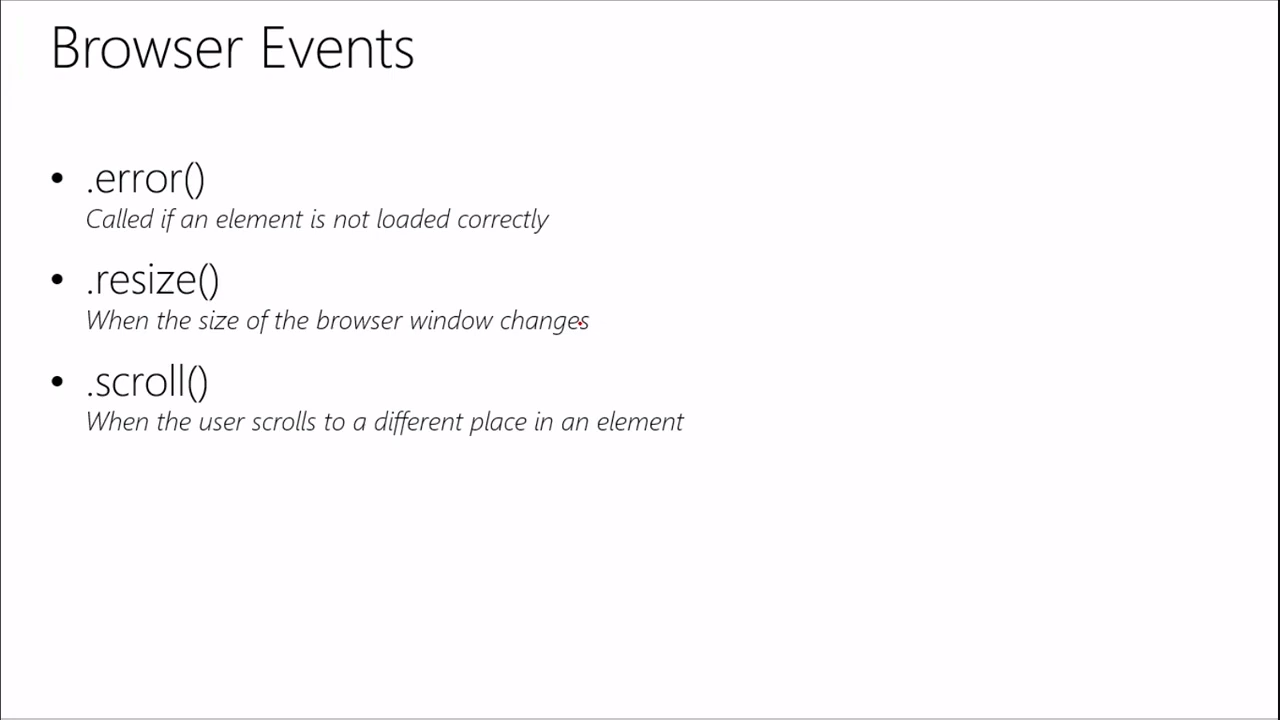 Browser Events
• .error()
Called if an element is not loaded correctly
• .resize()
When the size of the browser window changes
• .scroll()
When the user scrolls to a different place in an element